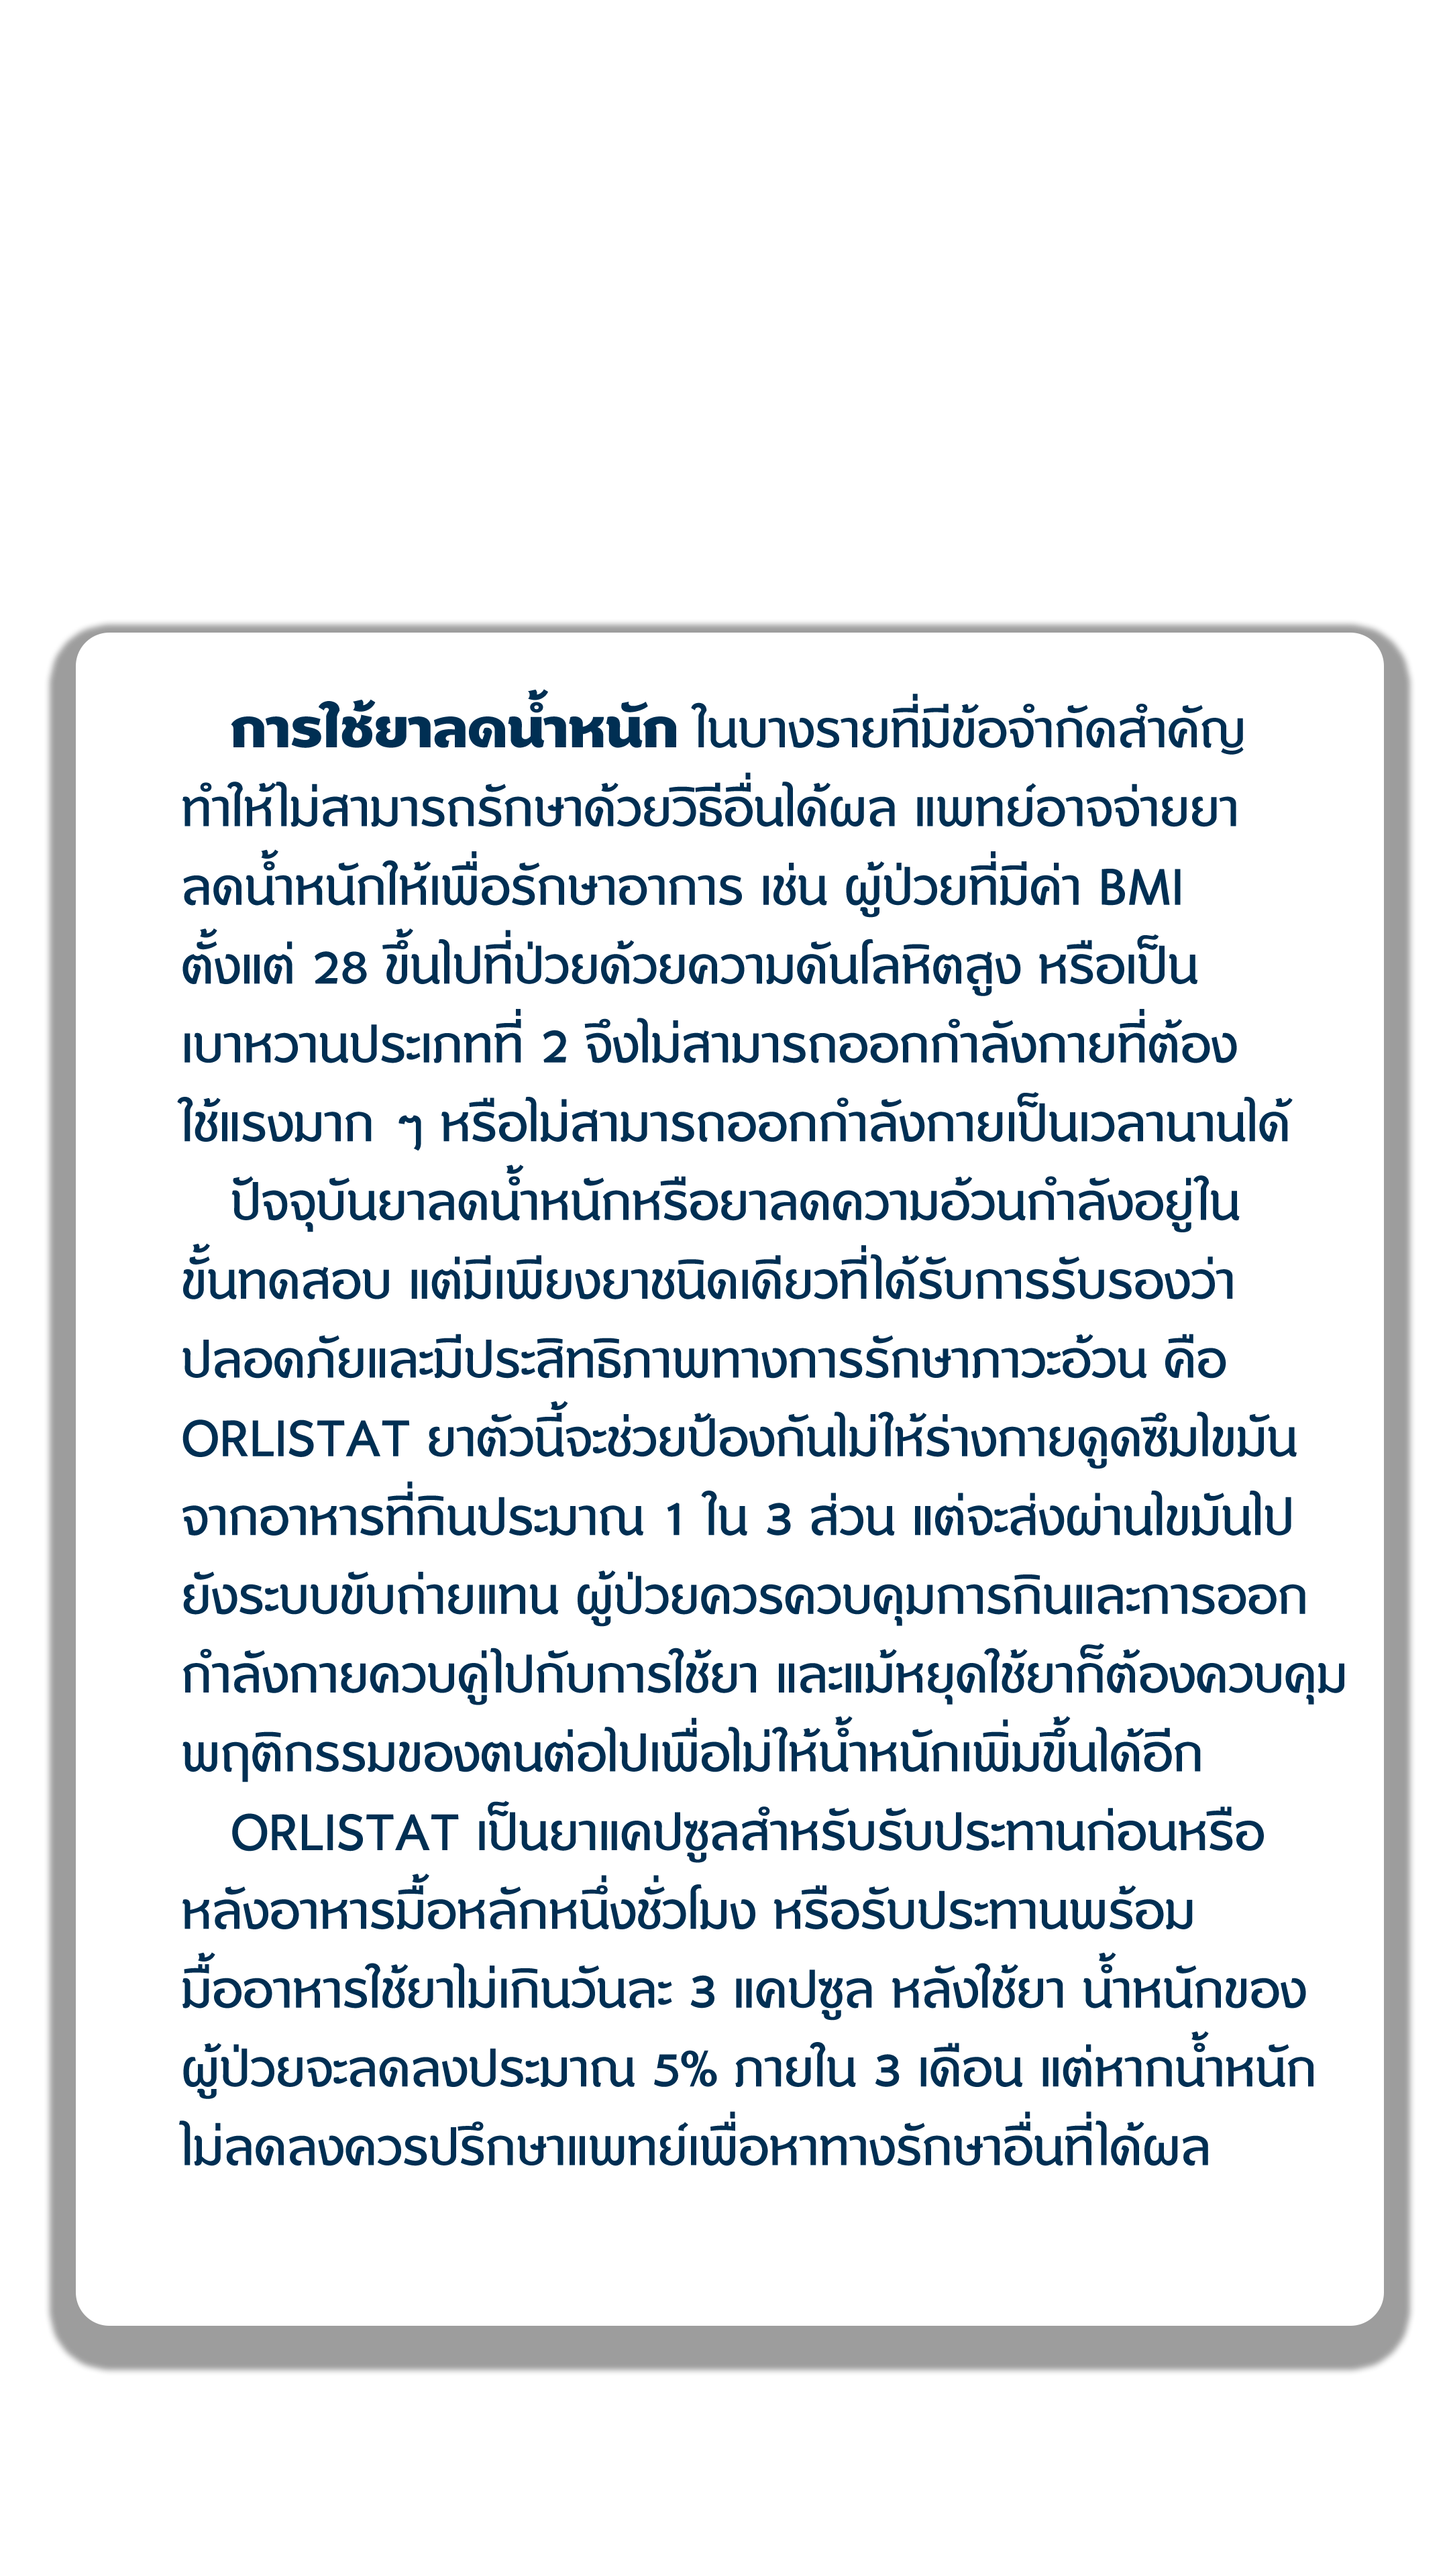 การใช้ยาลดน้ำหนัก ในบางรายที่มีข้อจำกัดสำคัญ
ทำให้ไม่สามารถรักษาด้วยวิธีอื่นได้ผล แพทย์อาจจ่ายยา
ลดน้ำหนักให้เพื่อรักษาอาการ เช่น ผู้ป่วยที่มีค่า BMI
ตั้งแต่ 28 ขึ้นไปที่ป่วยด้วยความดันโลหิตสูง หรือเป็น
เบาหวานประเภทที่ 2 จึงไม่สามารถออกกำลังกายที่ต้อง
ใช้แรงมาก ๆ หรือไม่สามารถออกกำลังกายเป็นเวลานานได้
ปัจจุบันยาลดน้ำหนักหรือยาลดความอ้วนกำลังอยู่ใน
ขั้นทดสอบ แต่มีเพียงยาชนิดเดียวที่ได้รับการรับรองว่า
ปลอดภัยและมีประสิทธิภาพทางการรักษาภาวะอ้วน คือ
ORLISTAT ยาตัวนี้จะช่วยป้องกันไม่ให้ร่างกายดูดซึมไขมัน
จากอาหารที่กินประมาณ 1 ใน 3 ส่วน แต่จะส่งผ่านไขมันไป
ยังระบบขับถ่ายแทน ผู้ป่วยควรควบคุมการกินและการออก
กำลังกายควบคู่ไปกับการใช้ยา และแม้หยุดใช้ยาก็ต้องควบคุม
พฤติกรรมของตนต่อไปเพื่อไม่ให้น้ำหนักเพิ่มขึ้นได้อีก
ORLISTAT เป็นยาแคปซูลสำหรับรับประทานก่อนหรือ
หลังอาหารมื้อหลักหนึ่งชั่วโมง หรือรับประทานพร้อม
มื้ออาหารใช้ยาไม่เกินวันละ 3 แคปซูล หลังใช้ยา น้ำหนักของ
ผู้ป่วยจะลดลงประมาณ 5% ภายใน 3 เดือน แต่หากน้ำหนัก
ไม่ลดลงควรปรึกษาแพทย์เพื่อหาทางรักษาอื่นที่ได้ผล